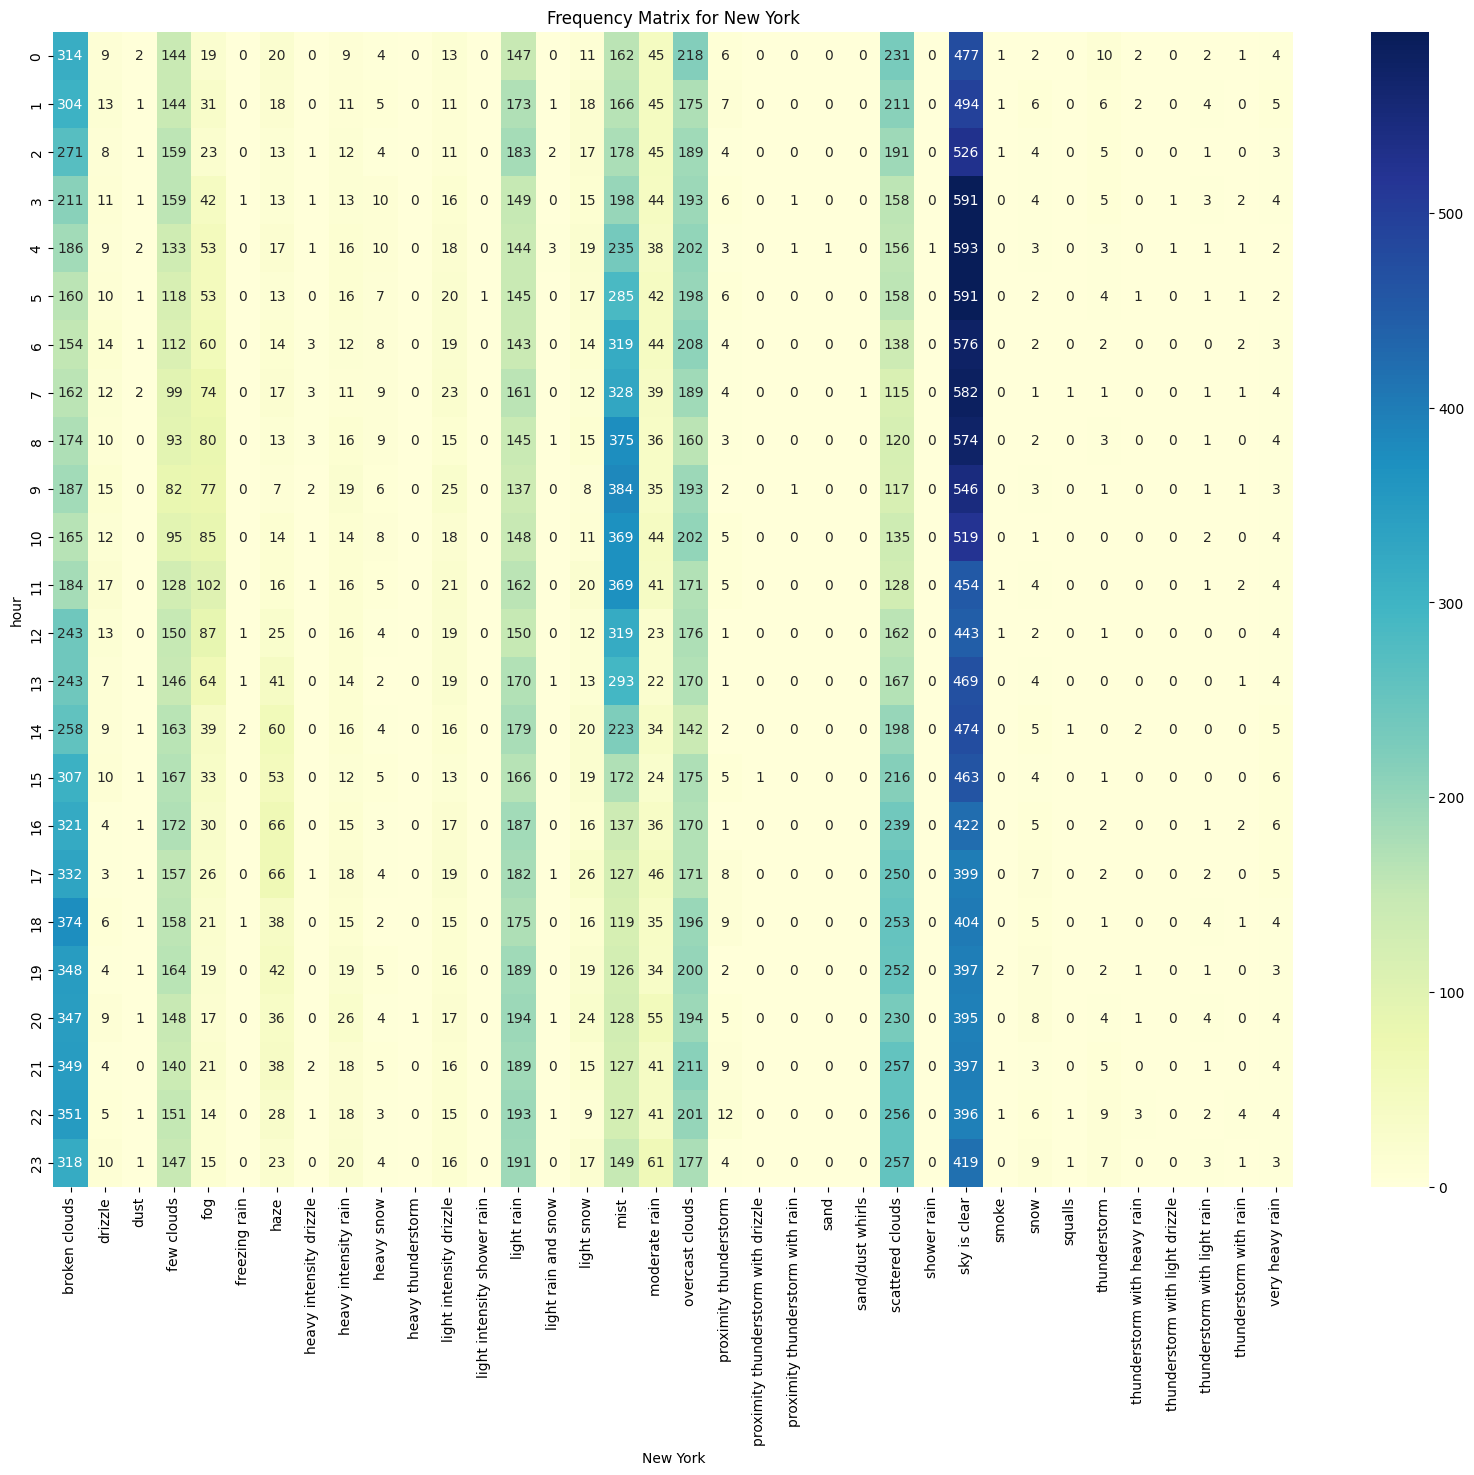 Frequency Matrix for New York
0 314 9 2 144 19 0 20 0 9 4 0 13 0 147 0 11 162 45 218 6 0 0 0 0 231 0 477 1 2 0 10 2 0 2 1 4
1 304 13 1 144 31 0 18 0 11 5 0 11 0 173 1 18 166 45 175 7 0 0 0 0 211 0 494 1 6 0 6 2 0 4 0 5
2 271 8 1 159 23 0 13 1 12 4 0 11 0 183 2 17 178 45 189 4 0 0 0 0 191 0 526 1 4 0 5 0 0 1 0 3
3 211 11 1 159 42 1 13 1 13 10 0 16 0 149 0 15 198 44 193 6 0 1 0 0 158 0 591 0 4 0 5 0 1 3 2 4
4 186 9 2 133 53 0 17 1 16 10 0 18 0 144 3 19 235 38 202 3 0 1 1 0 156 1 593 0 3 0 3 0 1 1 1 2
5 160 10 1 118 53 0 13 0 16 7 0 20 1 145 0 17 285 42 198 6 0 0 0 0 158 0 591 0 2 0 4 1 0 1 1 2
6 154 14 1 112 60 0 14 3 12 8 0 19 0 143 0 14 319 44 208 4 0 0 0 0 138 0 576 0 2 0 2 0 0 0 2 3
7 162 12 2 99 74 0 17 3 11 9 0 23 0 161 0 12 328 39 189 4 0 0 0 1 115 0 582 0 1 1 1 0 0 1 1 4
8 174 10 0 93 80 0 13 3 16 9 0 15 0 145 1 15 375 36 160 3 0 0 0 0 120 0 574 0 2 0 3 0 0 1 0 4
9 187 15 0 82 77 0 7 2 19 6 0 25 0 137 0 8 384 35 193 2 0 1 0 0 117 0 546 0 3 0 1 0 0 1 1 3
10 165 12 0 95 85 0 14 1 14 8 0 18 0 148 0 11 369 44 202 5 0 0 0 0 135 0 519 0 1 0 0 0 0 2 0 4
11 184 17 0 128 102 0 16 1 16 5 0 21 0 162 0 20 369 41 171 5 0 0 0 0 128 0 454 1 4 0 0 0 0 1 2 4
12 243 13 0 150 87 1 25 0 16 4 0 19 0 150 0 12 319 23 176 1 0 0 0 0 162 0 443 1 2 0 1 0 0 0 0 4
13 243 7 1 146 64 1 41 0 14 2 0 19 0 170 1 13 293 22 170 1 0 0 0 0 167 0 469 0 4 0 0 0 0 0 1 4
14 258 9 1 163 39 2 60 0 16 4 0 16 0 179 0 20 223 34 142 2 0 0 0 0 198 0 474 0 5 1 0 2 0 0 0 5
15 307 10 1 167 33 0 53 0 12 5 0 13 0 166 0 19 172 24 175 5 1 0 0 0 216 0 463 0 4 0 1 0 0 0 0 6
16 321 4 1 172 30 0 66 0 15 3 0 17 0 187 0 16 137 36 170 1 0 0 0 0 239 0 422 0 5 0 2 0 0 1 2 6
17 332 3 1 157 26 0 66 1 18 4 0 19 0 182 1 26 127 46 171 8 0 0 0 0 250 0 399 0 7 0 2 0 0 2 0 5
18 374 6 1 158 21 1 38 0 15 2 0 15 0 175 0 16 119 35 196 9 0 0 0 0 253 0 404 0 5 0 1 0 0 4 1 4
19 348 4 1 164 19 0 42 0 19 5 0 16 0 189 0 19 126 34 200 2 0 0 0 0 252 0 397 2 7 0 2 1 0 1 0 3
20 347 9 1 148 17 0 36 0 26 4 1 17 0 194 1 24 128 55 194 5 0 0 0 0 230 0 395 0 8 0 4 1 0 4 0 4
21 349 4 0 140 21 0 38 2 18 5 0 16 0 189 0 15 127 41 211 9 0 0 0 0 257 0 397 1 3 0 5 0 0 1 0 4
22 351 5 1 151 14 0 28 1 18 3 0 15 0 193 1 9 127 41 201 12 0 0 0 0 256 0 396 1 6 1 9 3 0 2 4 4
23 318 10 1 147 15 0 23 0 20 4 0 16 0 191 0 17 149 61 177 4 0 0 0 0 257 0 419 0 9 1 7 0 0 3 1 3
hour
broken clouds
drizzle
dust
few clouds
fog
freezing rain
haze
heavy intensity drizzle
heavy intensity rain
heavy snow
heavy thunderstorm
light intensity drizzle
light intensity shower rain
light rain
light rain and snow
light snow
mist
moderate rain
overcast clouds
proximity thunderstorm
proximity thunderstorm with drizzle
proximity thunderstorm with rain
sand
sand/dust whirls
scattered clouds
shower rain
sky is clear
smoke
snow
squalls
thunderstorm
thunderstorm with heavy rain
thunderstorm with light drizzle
thunderstorm with light rain
thunderstorm with rain
very heavy rain
New York
500
400
300
200
100
0